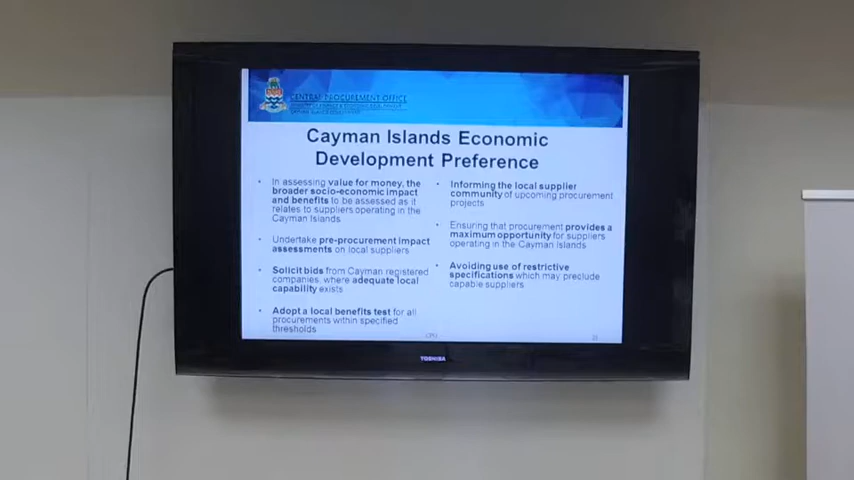 CENTRAL PROCUREMENT OFFICE
Cayman Islands Economic
Development Preference
• In assessing value for money, the
broader socio-economic impact
and benefits to be assessed as it
relates to suppliers operating in the
Cayman Islands
• Undertake pre-procurement impact
assessments on local suppliers
• Solicit bids from Cayman registered
companies, where adequate local
capability exists
• Adopt a local benefits test for all
procurements within specified
thresholds
• Informing the local supplier
community of upcoming procurement
projects
• Ensuring that procurement provides a
maximum opportunity for suppliers
operating in the Cayman Islands
• Avoiding use of restrictive
specifications which may preclude
capable suppliers
TOSHIBA